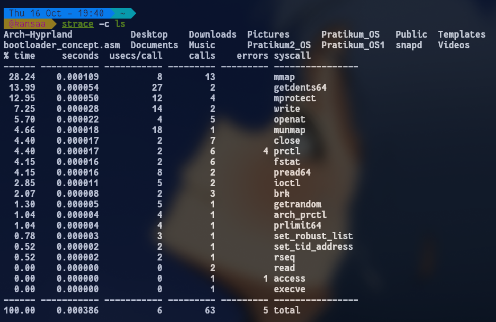 Thu 16 Oct - 19:40 ~
Okansaa strace -c ls
Arch-Hyprland Desktop Downloads Pictures Pratikum_OS Public Templates
bootloader_concept.asm Documents Music Pratikum2_OS Pratikum_OS1 snapd Videos
% time seconds usecs/call calls errors syscall
------ ----------- ----------- --------- --------- ----------------
28.24 0.000109 8 13 mmap
13.99 0.000054 27 2 getdents64
12.95 0.000050 12 4 mprotect
7.25 0.000028 14 2 write
5.70 0.000022 4 5 openat
4.66 0.000018 18 1 munmap
4.40 0.000017 2 7 close
4.40 0.000017 2 6 4 prctl
4.15 0.000016 2 6 fstat
4.15 0.000016 8 2 pread64
2.85 0.000011 5 2 ioctl
2.07 0.000008 2 3 brk
1.30 0.000005 5 1 getrandom
1.04 0.000004 4 1 arch_prctl
1.04 0.000004 4 1 prlimit64
0.78 0.000003 3 1 set_robust_list
0.52 0.000002 2 1 set_tid_address
0.52 0.000002 2 1 rseq
0.00 0.000000 0 2 read
0.00 0.000000 0 1 1 access
0.00 0.000000 0 1 execve
------ ----------- ----------- --------- --------- ----------------
100.00 0.000386 6 63 5 total